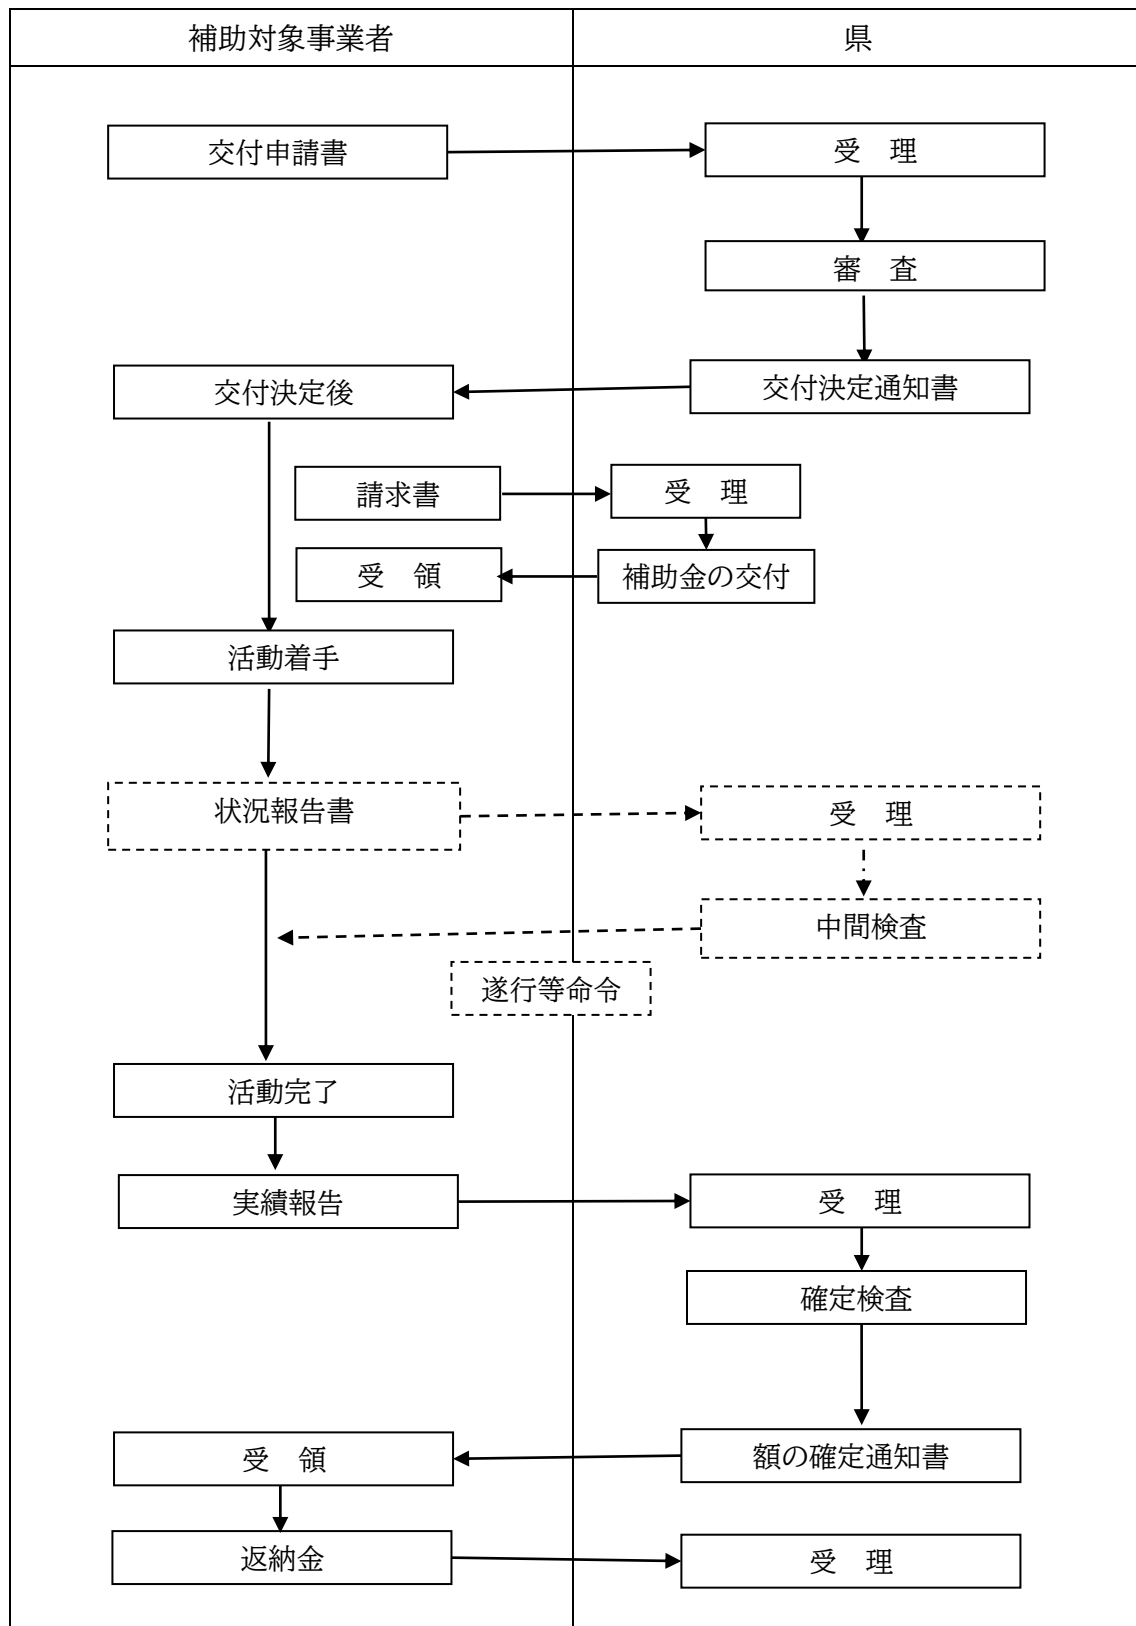 補助対象事業者
県
交付申請書
受　理
審　査
交付決定通知書
交付決定後
請求書
受　理
補助金の交付
受　領
活動着手
状況報告書
受　理
中間検査
遂行等命令
活動完了
実績報告
受　理
確定検査
額の確定通知書
受　領
返納金
受　理